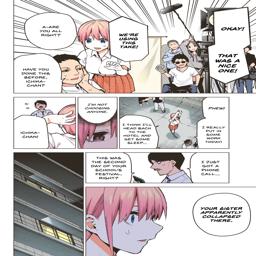 OKAY!
THAT
WAS A
NICE
ONE!
WE'RE
USING
THIS
TAKE!
A-ARE
YOU ALL
RIGHT?
HAVE YOU
DONE THIS
BEFORE,
ICHIKA-
CHAN?
PHEW!
I REALLY
PUT IN
SOME
WORK
TODAY!
I THINK I'LL
HEAD BACK
TO THE
HOTEL AND
GET SOME
SLEEP...
I'M NOT
CHOOSING
ANYONE.
ICHIKA-
CHAN!
I JUST
GOT A
PHONE
CALL...
THIS WAS
THE SECOND
DAY OF YOUR
SCHOOL'S
FESTIVAL,
RIGHT?
YOUR SISTER
APPARENTLY
COLLAPSED
THERE.